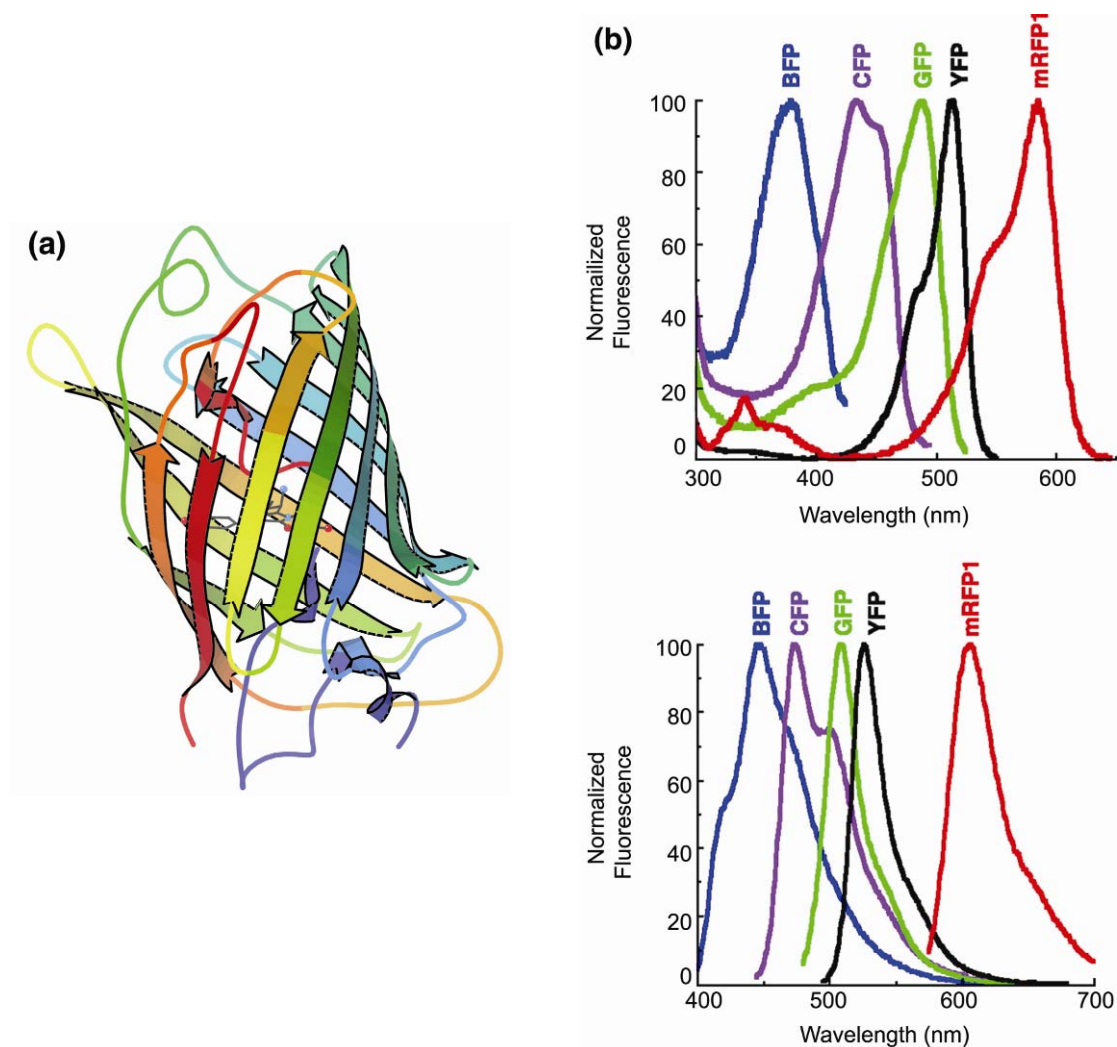 (a)
(b)
BFP
CFP
GFP
YFP
mRFP1
100
80
60
40
20
0
Normailized
Fluorescence
300
400
500
600
Wavelength (nm)
BFP
CFP
GFP
YFP
mRFP1
100
80
60
40
20
0
Normalized
Fluorescence
400
500
600
700
Wavelength (nm)